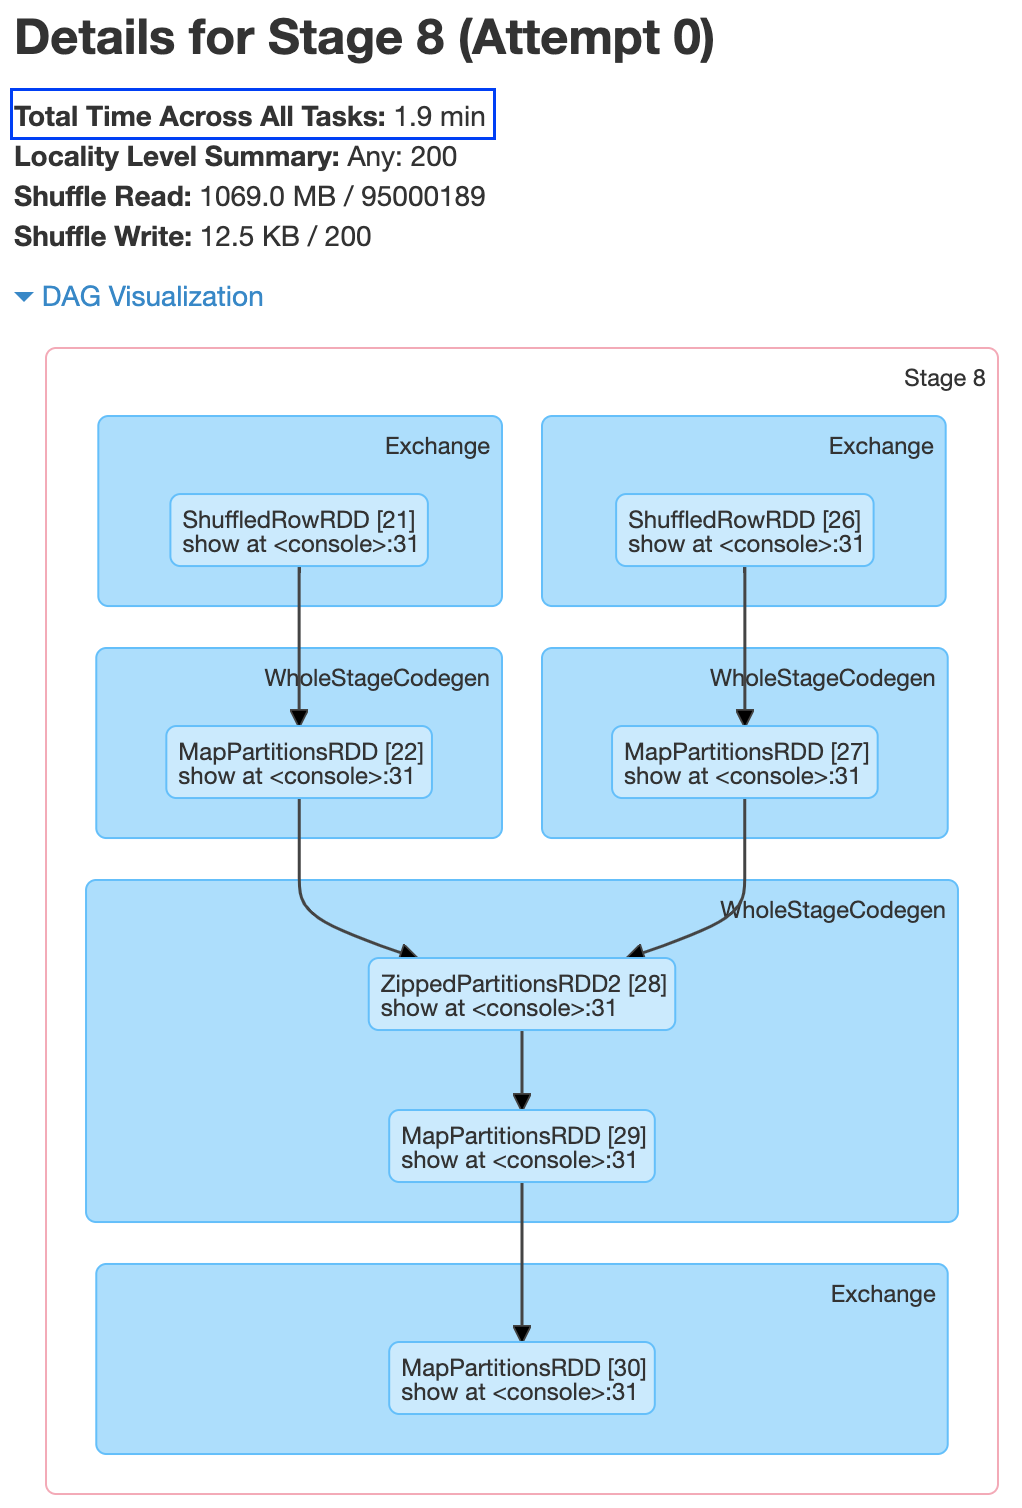 Details for Stage 8 (Attempt 0)
Total Time Across All Tasks: 1.9 min
Locality Level Summary: Any: 200
Shuffle Read: 1069.0 MB / 95000189
Shuffle Write: 12.5 KB / 200
DAG Visualization
Stage 8
Exchange
ShuffledRowRDD [21]
show at <console>:31
Exchange
ShuffledRowRDD [26]
show at <console>:31
WholeStageCodegen
MapPartitionsRDD [22]
show at <console>:31
WholeStageCodegen
MapPartitionsRDD [27]
show at <console>:31
WholeStageCodegen
ZippedPartitionsRDD2 [28]
show at <console>:31
MapPartitionsRDD [29]
show at <console>:31
Exchange
MapPartitionsRDD [30]
show at <console>:31